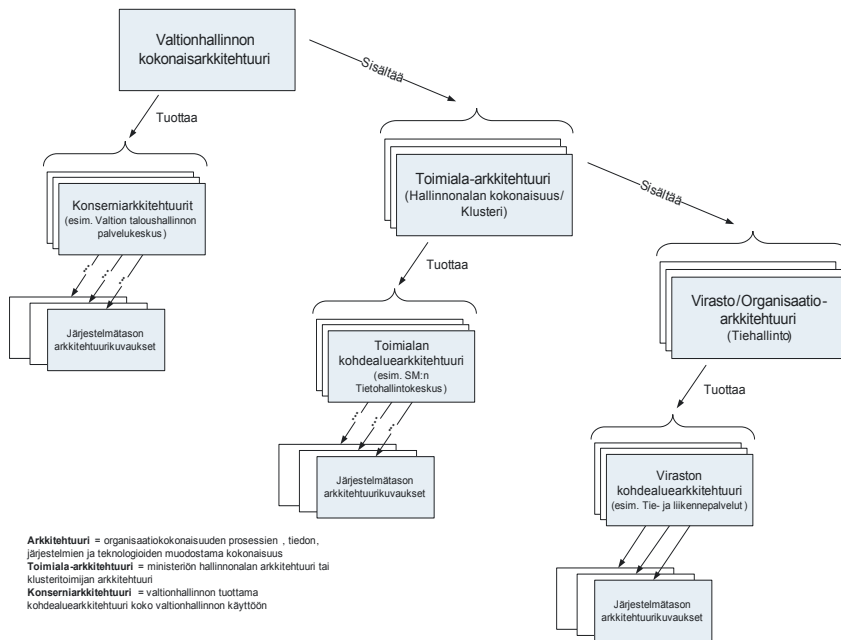 Valtionhallinnon
kokonaisarkkitehtuuri
Sisältää
Tuottaa
Konserniarkkitehtuurit
(esim. Valtion taloushallinnon
palvelukeskus)
Järjestelmätason
arkkitehtuurikuvaukset
Toimiala-arkkitehtuuri
(Hallinnonalan kokonaisuus/
Klusteri)
Sisältää
Tuottaa
Toimialan
kohdealuearkkitehtuuri
(esim. SM:n
Tietohallintokeskus)
Järjestelmätason
arkkitehtuurikuvaukset
Virasto/Organisaatio-
arkkitehtuuri
(Tiehallinto)
Tuottaa
Viraston
kohdealuearkkitehtuuri
(esim. Tie- ja liikennepalvelut)
Järjestelmätason
arkkitehtuurikuvaukset
Arkkitehtuuri = organisaatiokokonaisuuden prosessien , tiedon,
järjestelmien ja teknologioiden muodostama kokonaisuus
Toimiala-arkkitehtuuri = ministeriön hallinnonalan arkkitehtuuri tai
klusteritoimijan arkkitehtuuri
Konserniarkkitehtuuri = valtionhallinnon tuottama
kohdealuearkkitehtuuri koko valtionhallinnon käyttöön